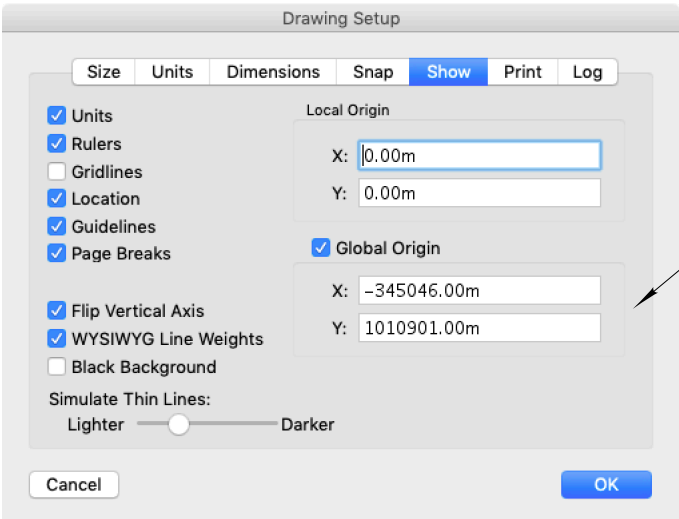 Drawing Setup
Size Units Dimensions Snap Show Print Log
Units
Rulers
Gridlines
Location
Guidelines
Page Breaks
Flip Vertical Axis
WYSIWYG Line Weights
Black Background
Simulate Thin Lines:
Lighter Darker
Local Origin
X: 0.00m
Y: 0.00m
Global Origin
X: −345046.00m
Y: 1010901.00m
Cancel OK